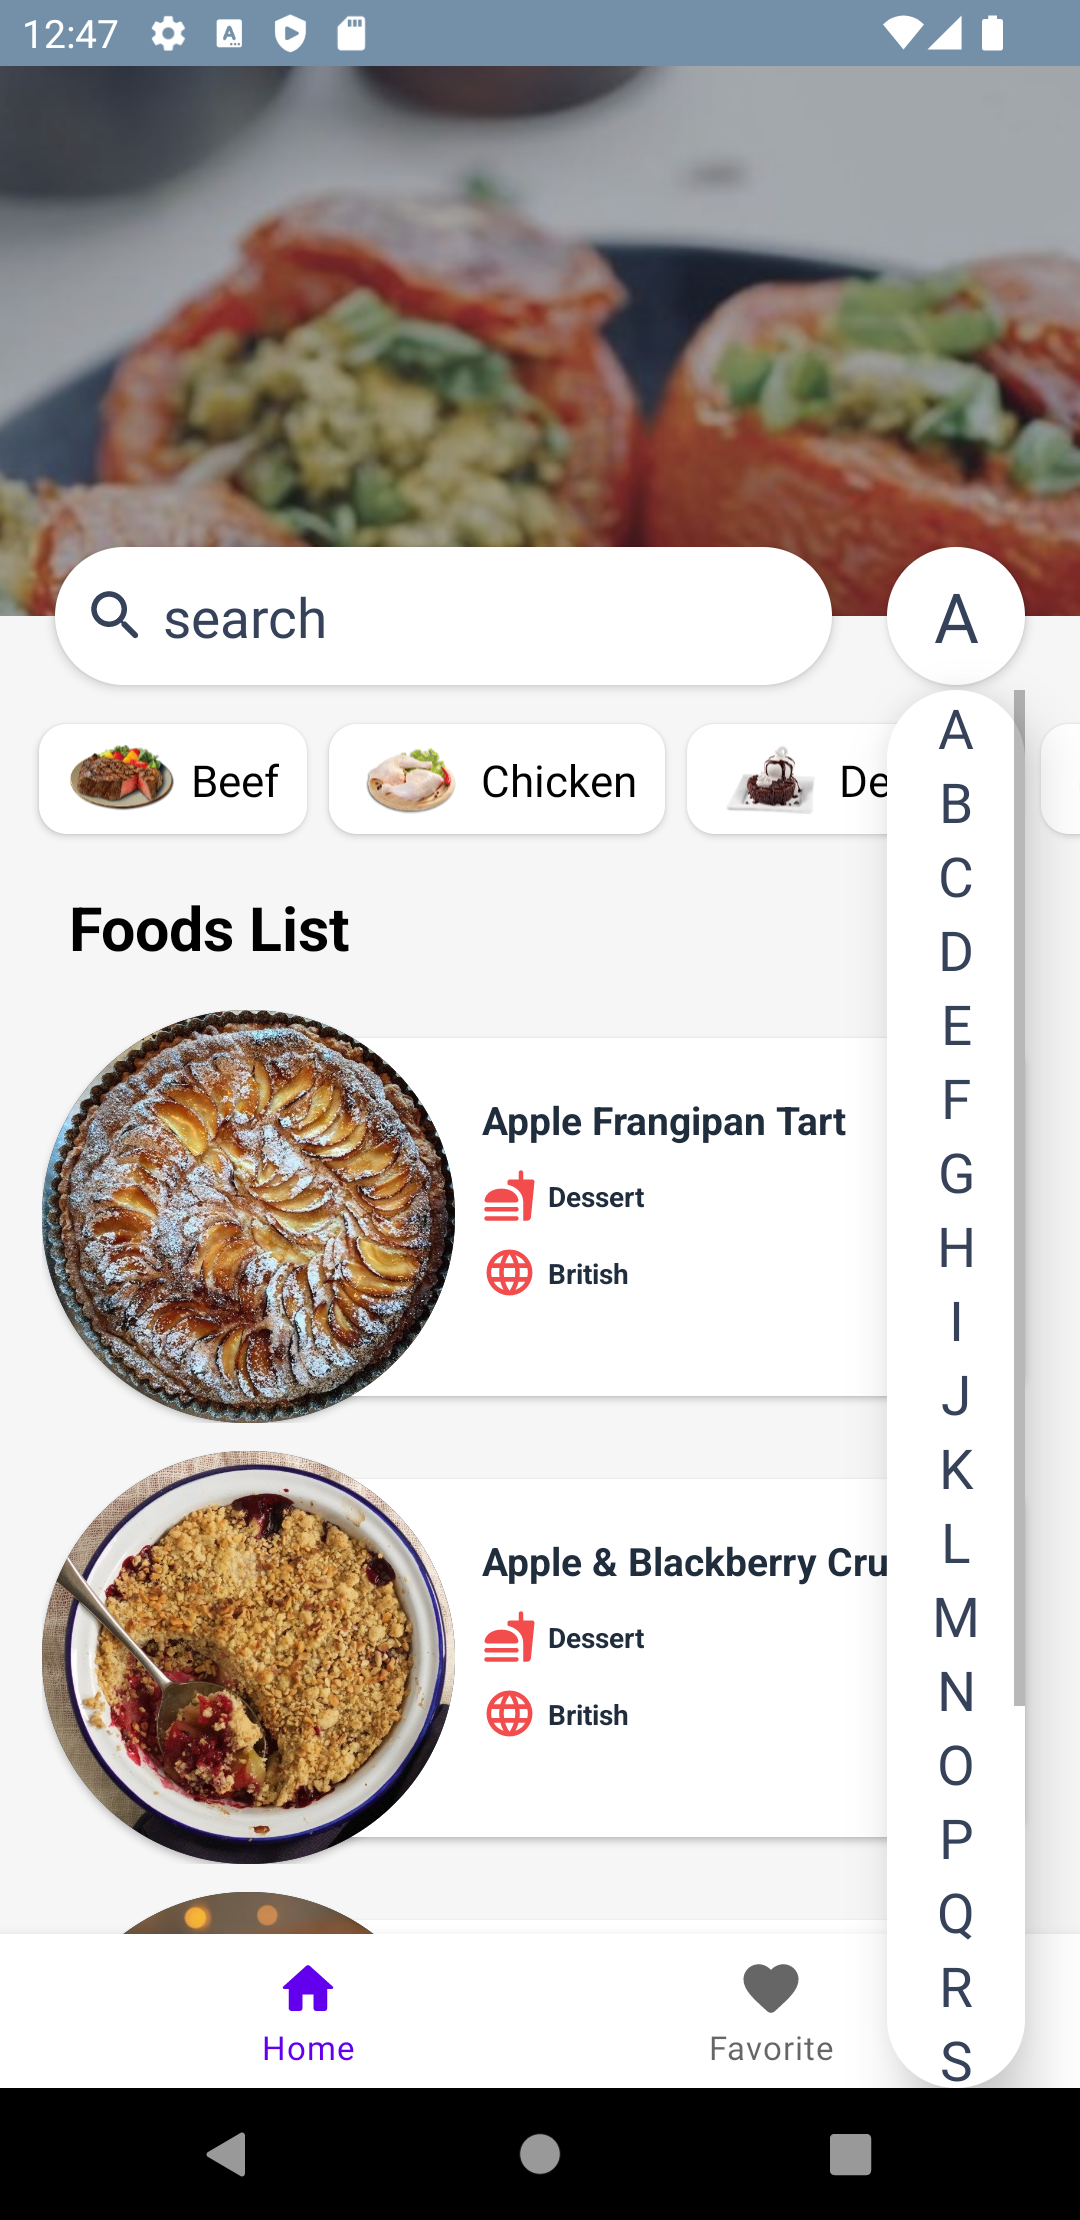 12:47
search
A
Beef
Chicken
De
Foods List
Apple Frangipan Tart
Dessert
British
Apple & Blackberry Cru
Dessert
British
A
B
C
D
E
F
G
H
I
J
K
L
M
N
O
P
Q
R
S
Home
Favorite